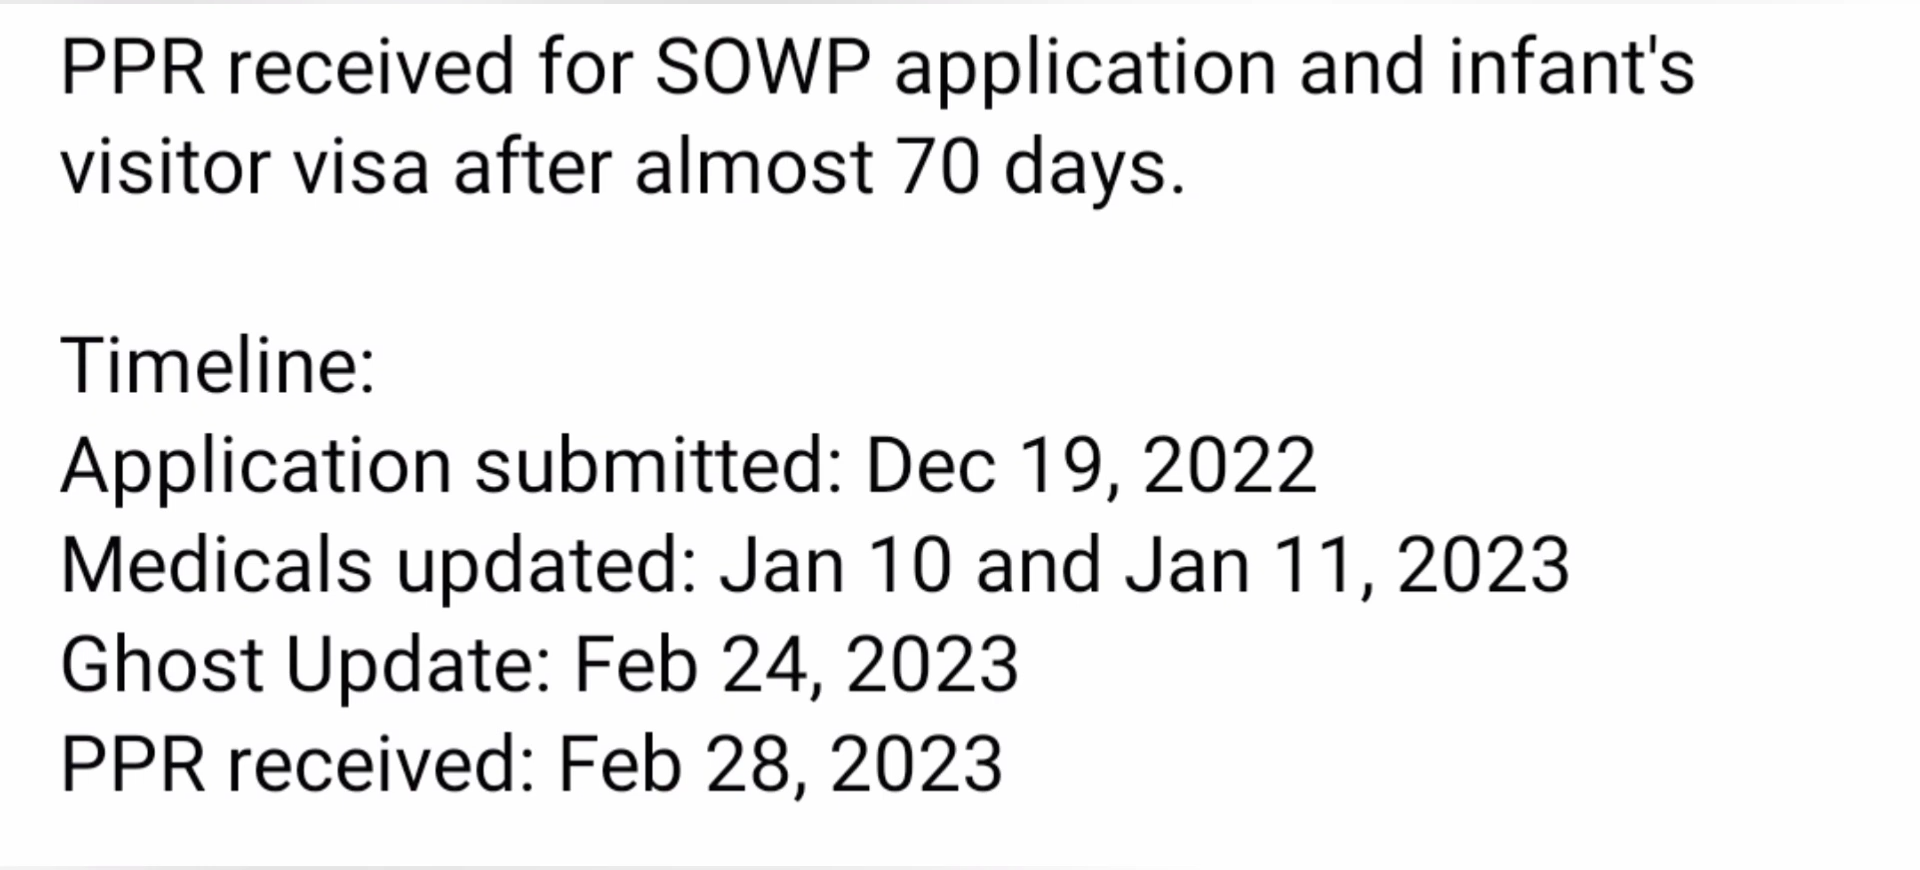 PPR received for SOWP application and infant's
visitor visa after almost 70 days.
Timeline:
Application submitted: Dec 19, 2022
Medicals updated: Jan 10 and Jan 11, 2023
Ghost Update: Feb 24, 2023
PPR received: Feb 28, 2023